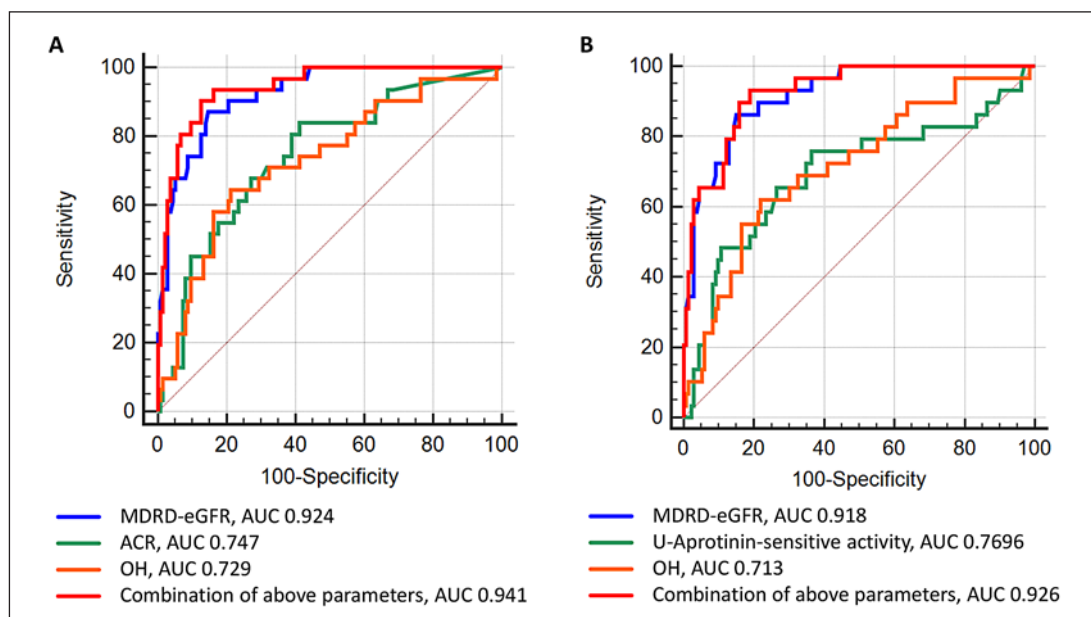 A
100
80
60
40
20
0
Sensitivity
0 20 40 60 80 100
100-Specificity
MDRD-eGFR, AUC 0.924
ACR, AUC 0.747
OH, AUC 0.729
Combination of above parameters, AUC 0.941
B
100
80
60
40
20
0
Sensitivity
0 20 40 60 80 100
100-Specificity
MDRD-eGFR, AUC 0.918
U-Aprotinin-sensitive activity, AUC 0.7696
OH, AUC 0.713
Combination of above parameters, AUC 0.926